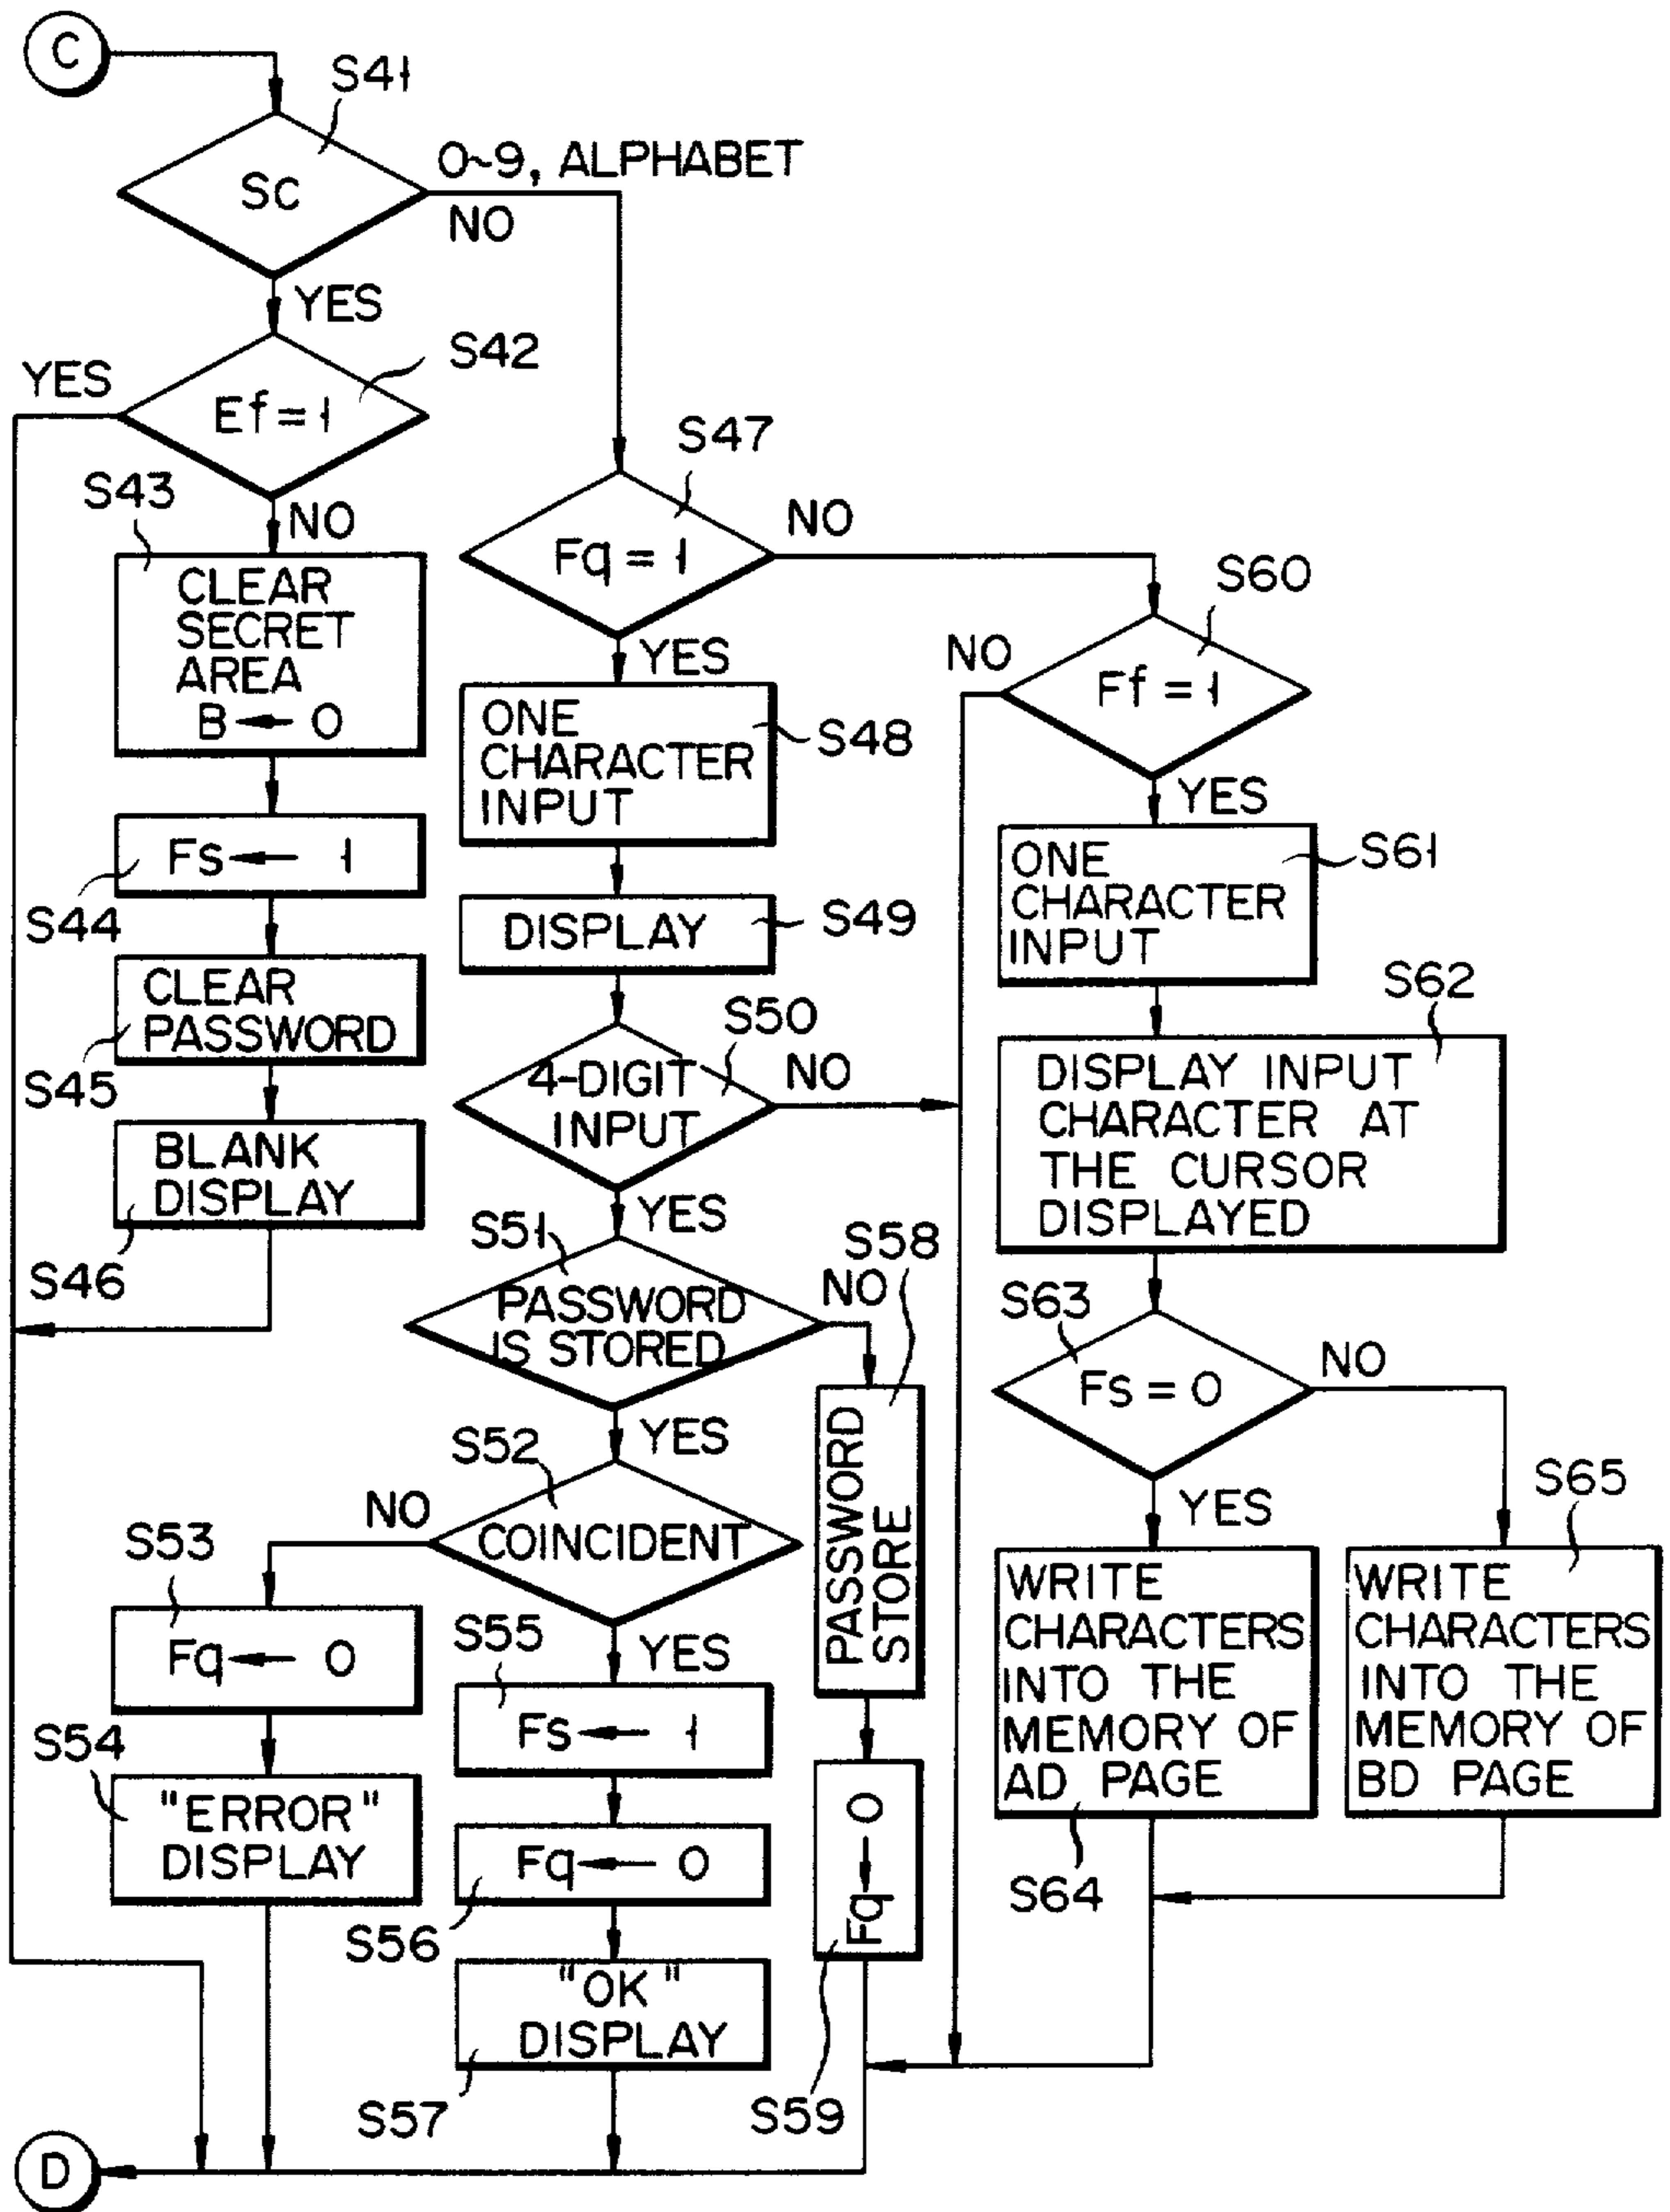 C
S41
SC
0~9, ALPHABET
NO
YES
S42
YES
Ef = 1
S43
NO
CLEAR
SECRET
AREA
B ← 0
Fs ← 1
S44
CLEAR
PASSWORD
S45
BLANK
DISPLAY
S46
S47
Fq = 1
NO
YES
ONE
CHARACTER
INPUT
S48
DISPLAY
S49
S50
4-DIGIT
INPUT
NO
YES
S51
PASSWORD
IS STORED
NO
S58
YES
PASSWORD
STORE
Fq ← 0
S59
S52
COINCIDENT
NO
YES
S53
Fq ← 0
S54
"ERROR"
DISPLAY
S55
Fs ← 1
Fq ← 0
S56
"OK"
DISPLAY
S57
S60
NO
Ff = 1
YES
ONE
CHARACTER
INPUT
S61
S62
DISPLAY INPUT
CHARACTER AT
THE CURSOR
DISPLAYED
S63
Fs = 0
NO
YES
S65
WRITE
CHARACTERS
INTO THE
MEMORY OF
AD PAGE
S64
WRITE
CHARACTERS
INTO THE
MEMORY OF
BD PAGE
D